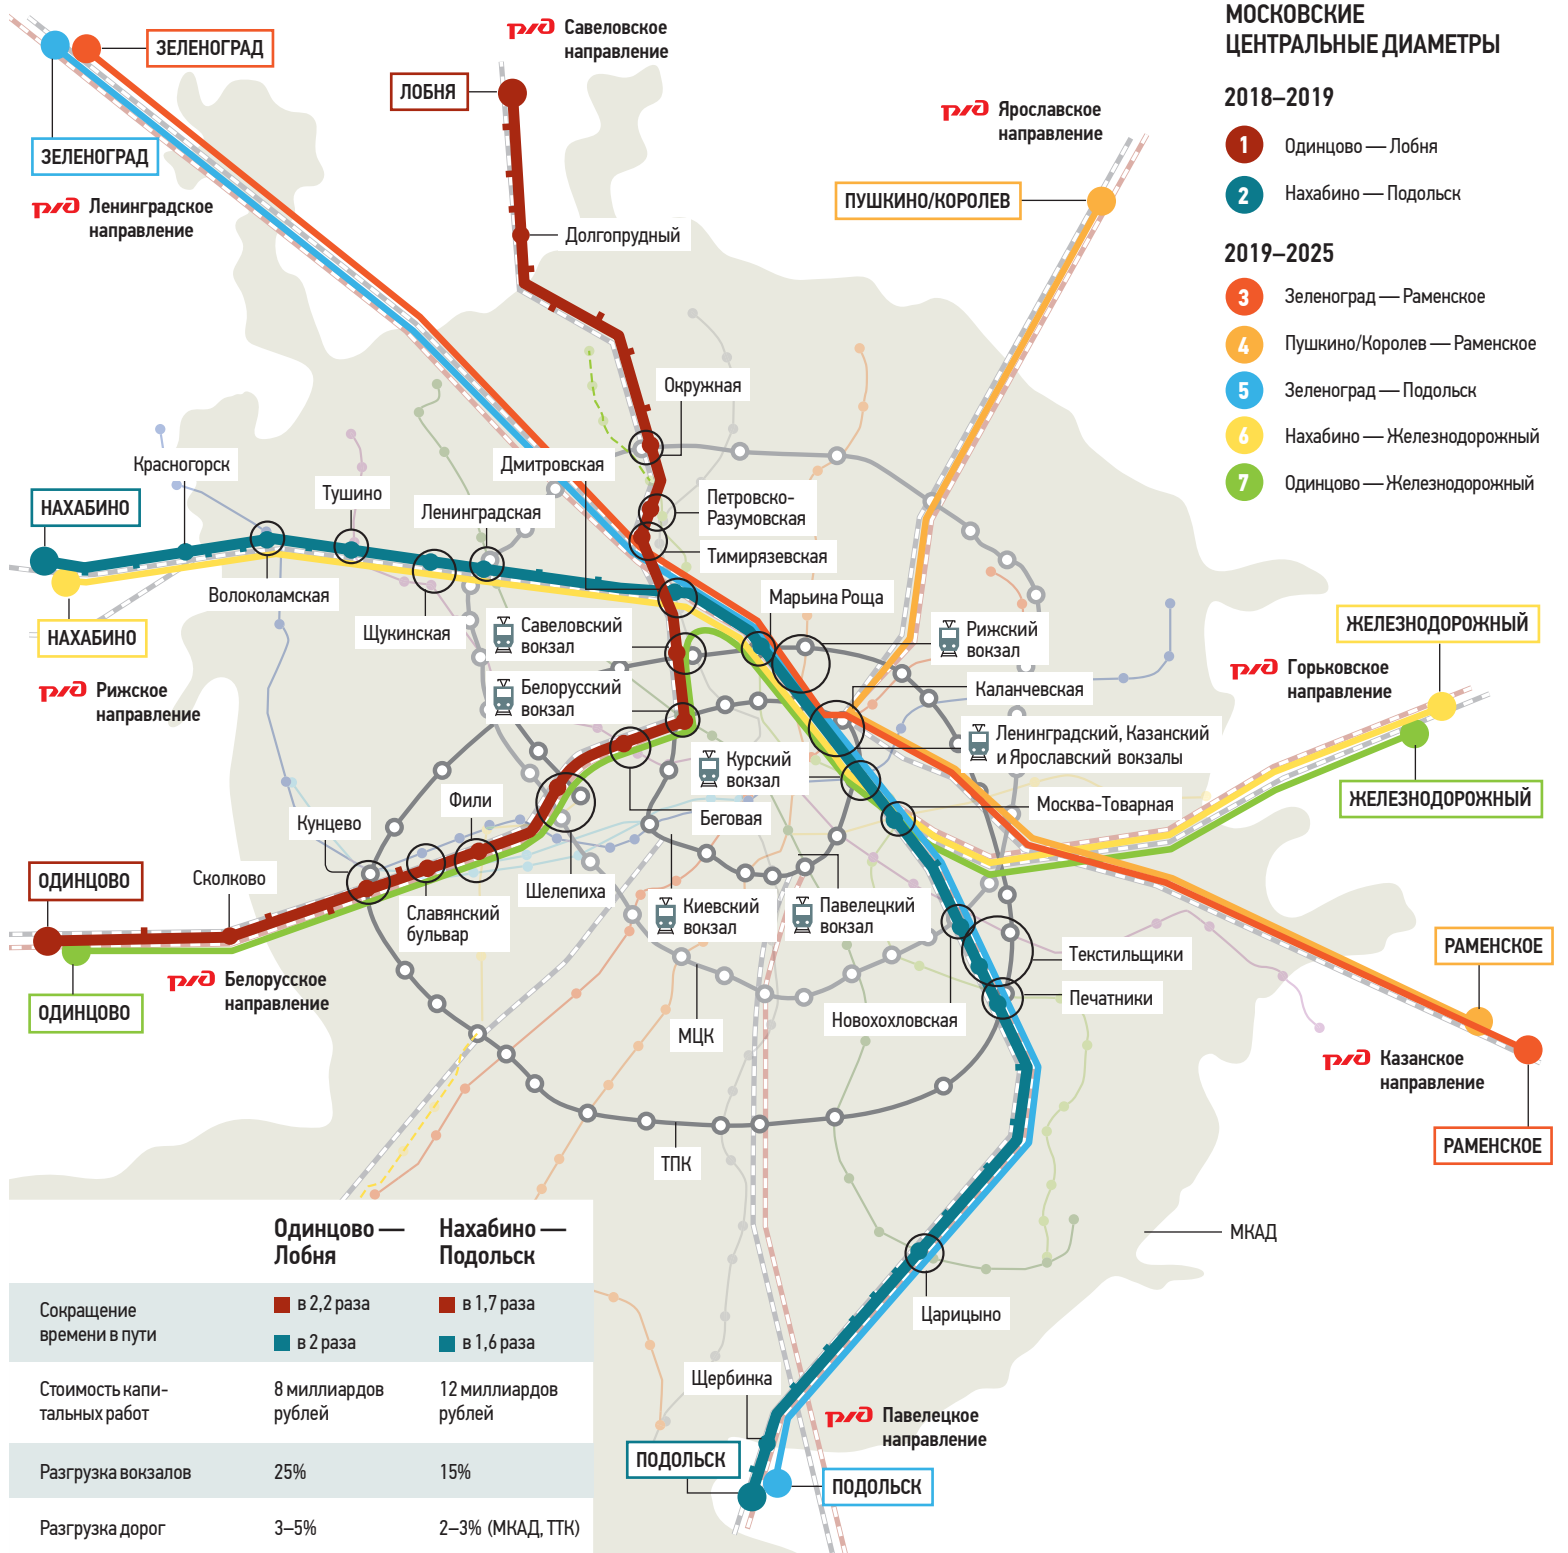 МОСКОВСКИЕ
ЦЕНТРАЛЬНЫЕ ДИАМЕТРЫ
2018–2019
1 Одинцово — Лобня
2 Нахабино — Подольск
2019–2025
3 Зеленоград — Раменское
4 Пушкино/Королев — Раменское
5 Зеленоград — Подольск
6 Нахабино — Железнодорожный
7 Одинцово — Железнодорожный
ЗЕЛЕНОГРАД
ЗЕЛЕНОГРАД
ржд Ленинградское
направление
ржд Савеловское
направление
ЛОБНЯ
Долгопрудный
ржд Ярославское
направление
ПУШКИНО/КОРОЛЕВ
Окружная
Дмитровская
Петровско-
Разумовская
Тимирязевская
Красногорск
Тушино
Ленинградская
НАХАБИНО
Волоколамская
Щукинская
НАХАБИНО
ржд Рижское
направление
Марьина Роща
Савеловский
вокзал
Рижский
вокзал
Белорусский
вокзал
Каланчевская
Ленинградский, Казанский
и Ярославский вокзалы
Курский
вокзал
Москва-Товарная
Беговая
ЖЕЛЕЗНОДОРОЖНЫЙ
ржд Горьковское
направление
ЖЕЛЕЗНОДОРОЖНЫЙ
Фили
Кунцево
ОДИНЦОВО
Сколково
Славянский
бульвар
Шелепиха
Киевский
вокзал
Павелецкий
вокзал
ржд Белорусское
направление
ОДИНЦОВО
МЦК
Новохохловская
Текстильщики
Печатники
РАМЕНСКОЕ
ржд Казанское
направление
РАМЕНСКОЕ
ТПК
МКАД
Царицыно
Щербинка
ржд Павелецкое
направление
ПОДОЛЬСК
ПОДОЛЬСК
Одинцово —
Лобня
Нахабино —
Подольск
Сокращение
времени в пути
в 2,2 раза
в 2 раза
в 1,7 раза
в 1,6 раза
Стоимость капи-
тальных работ
8 миллиардов
рублей
12 миллиардов
рублей
Разгрузка вокзалов
25%
15%
Разгрузка дорог
3–5%
2–3% (МКАД, ТТК)